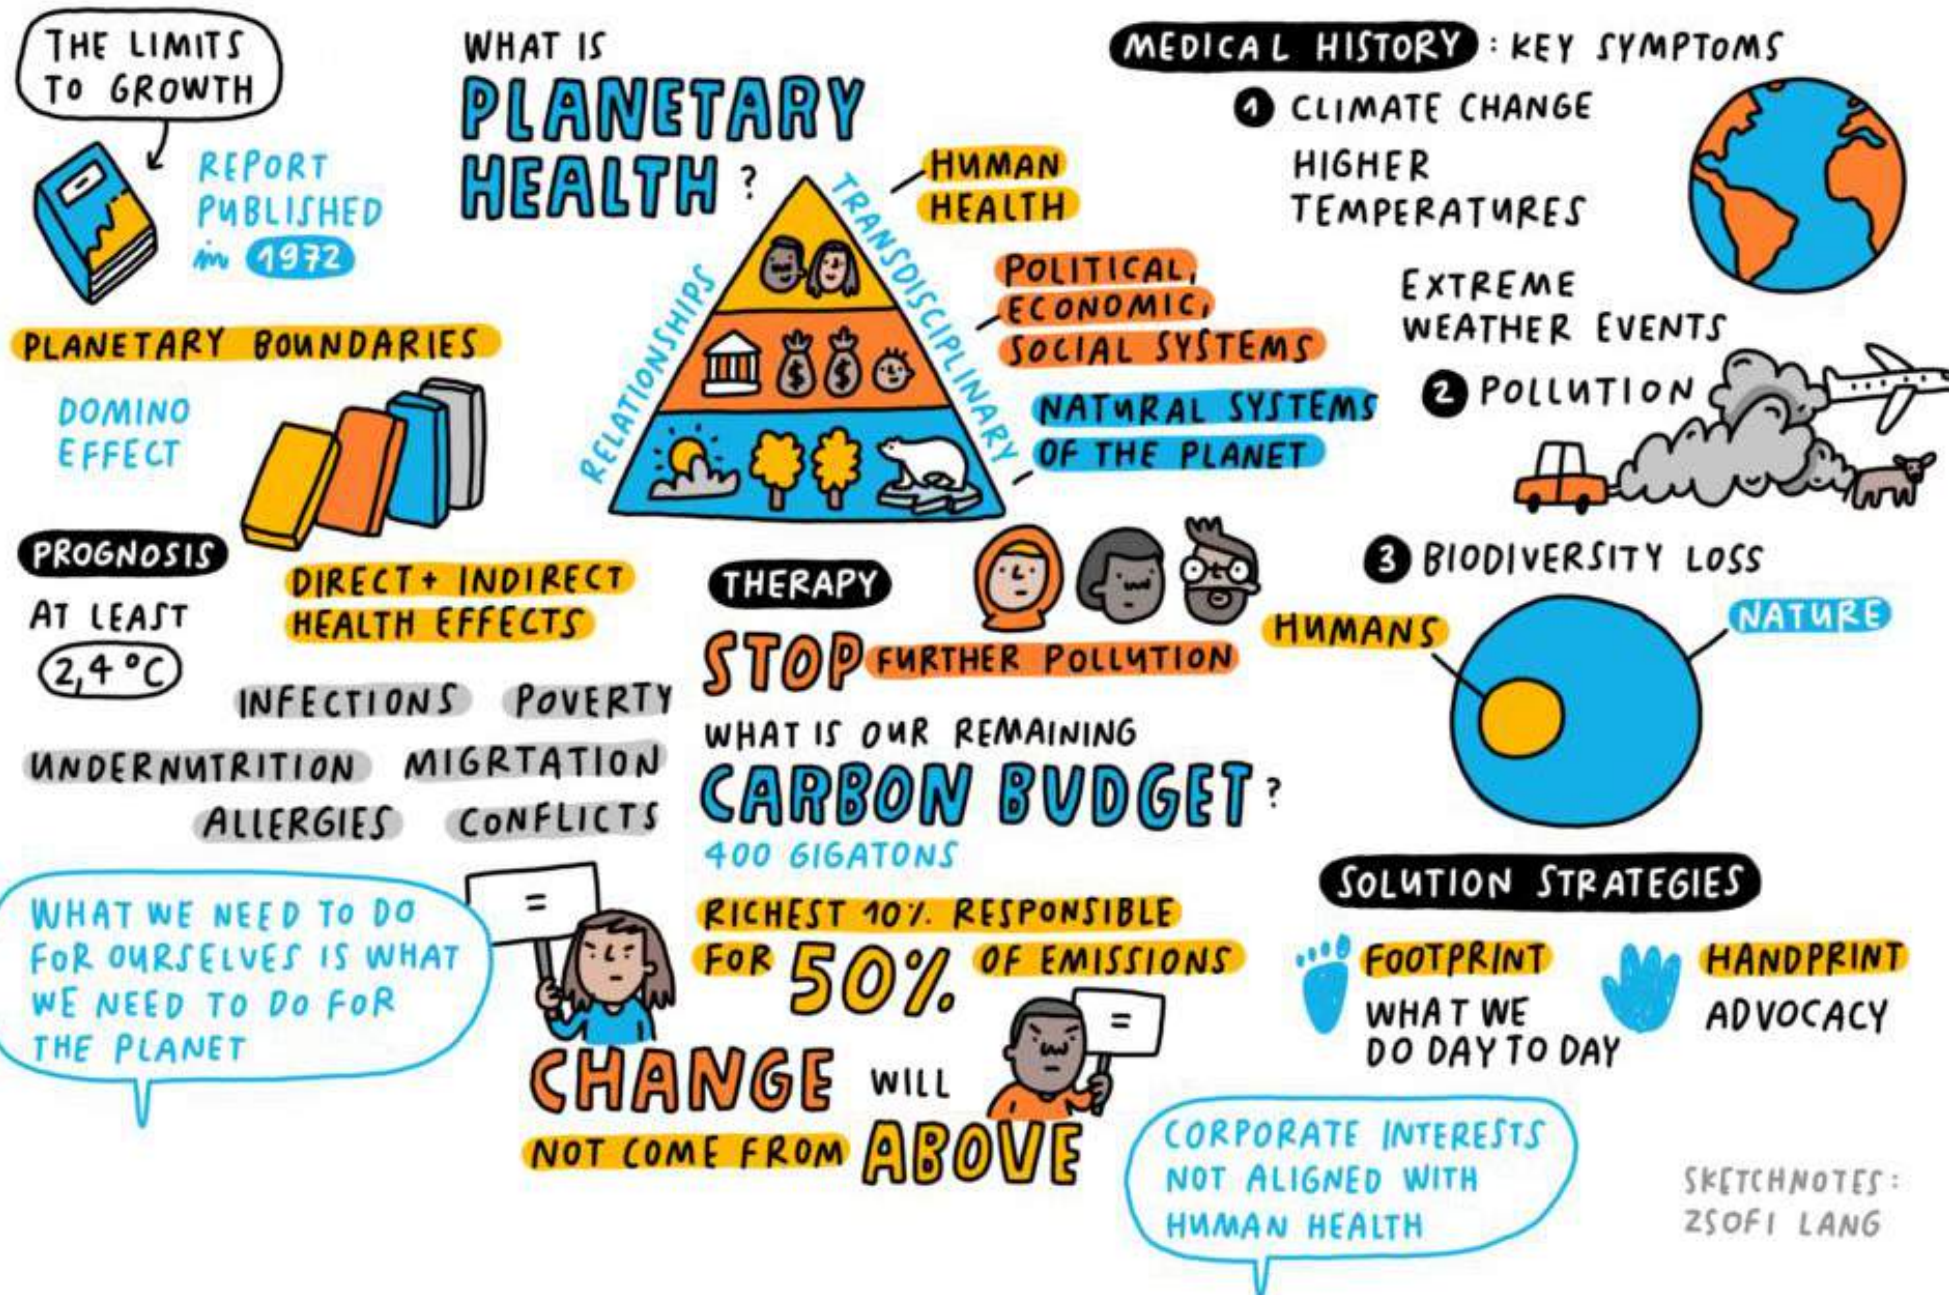 THE LIMITS
TO GROWTH
REPORT
PUBLISHED
in 1972
PLANETARY BOUNDARIES
DOMINO
EFFECT
WHAT IS
PLANETARY
HEALTH ?
RELATIONSHIPS
TRANSDISCIPLINARY
HUMAN
HEALTH
POLITICAL,
ECONOMIC,
SOCIAL SYSTEMS
NATURAL SYSTEMS
OF THE PLANET
$ $
MEDICAL HISTORY : KEY SYMPTOMS
1 CLIMATE CHANGE
HIGHER
TEMPERATURES
EXTREME
WEATHER EVENTS
2 POLLUTION
3 BIODIVERSITY LOSS
HUMANS
NATURE
PROGNOSIS
AT LEAST
2,4 °C
DIRECT + INDIRECT
HEALTH EFFECTS
INFECTIONS POVERTY
UNDERNUTRITION MIGRTATION
ALLERGIES CONFLICTS
THERAPY
STOP FURTHER POLLUTION
WHAT IS OUR REMAINING
CARBON BUDGET ?
400 GIGATONS
RICHEST 10% RESPONSIBLE
FOR 50% OF EMISSIONS
=
=
CHANGE WILL
NOT COME FROM ABOVE
WHAT WE NEED TO DO
FOR OURSELVES IS WHAT
WE NEED TO DO FOR
THE PLANET
SOLUTION STRATEGIES
FOOTPRINT
WHAT WE
DO DAY TO DAY
HANDPRINT
ADVOCACY
CORPORATE INTERESTS
NOT ALIGNED WITH
HUMAN HEALTH
SKETCHNOTES:
ZSOFI LANG